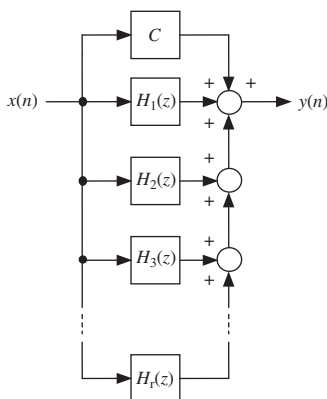 C
+ +
x(n) H₁(z) y(n)
+
+
H₂(z)
+
+
H₃(z)
+
Hᵣ(z)